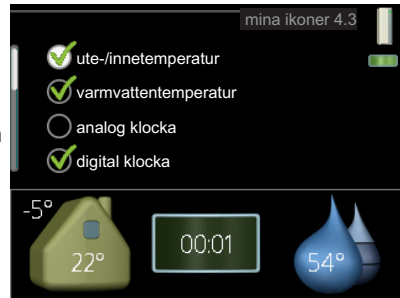 mina ikoner 4.3
ute-/innetemperatur
varmvattentemperatur
analog klocka
digital klocka
-5°
22°
00:01
54°